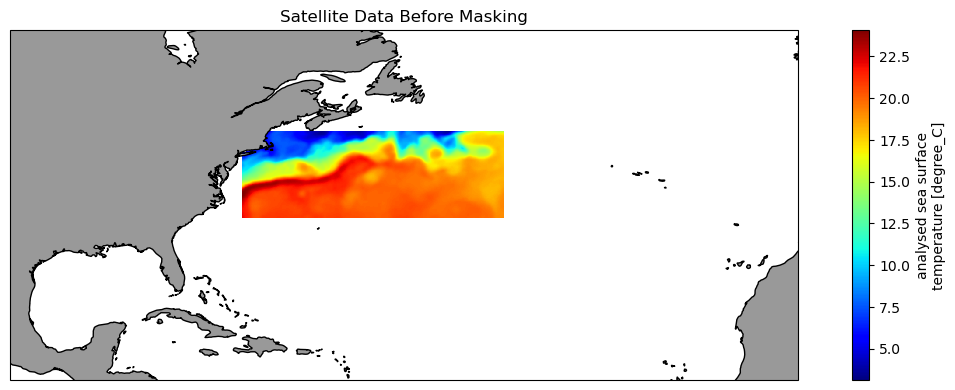 Satellite Data Before Masking
22.5
20.0
17.5
15.0
12.5
10.0
7.5
5.0
analysed sea surface
temperature [degree_C]